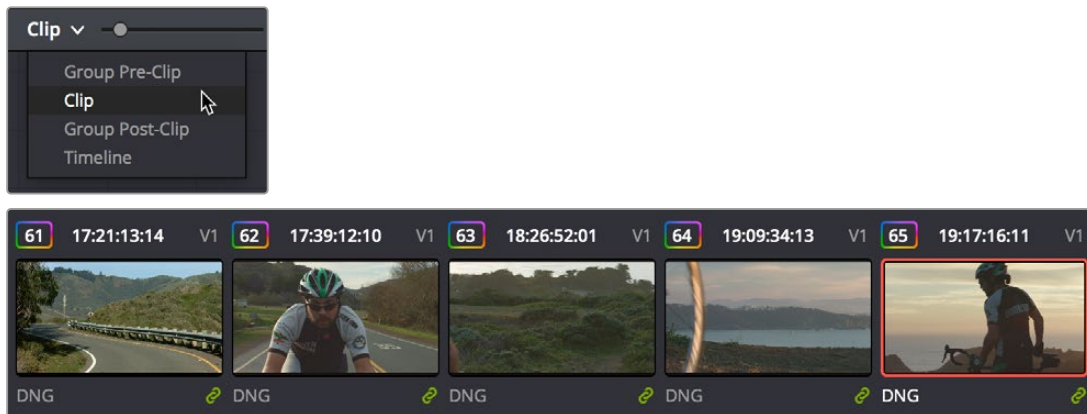 Clip
Group Pre-Clip
Clip
Group Post-Clip
Timeline
61 17:21:13:14 V1 62 17:39:12:10 V1 63 18:26:52:01 V1 64 19:09:34:13 V1 65 19:17:16:11 V1
DNG DNG DNG DNG DNG